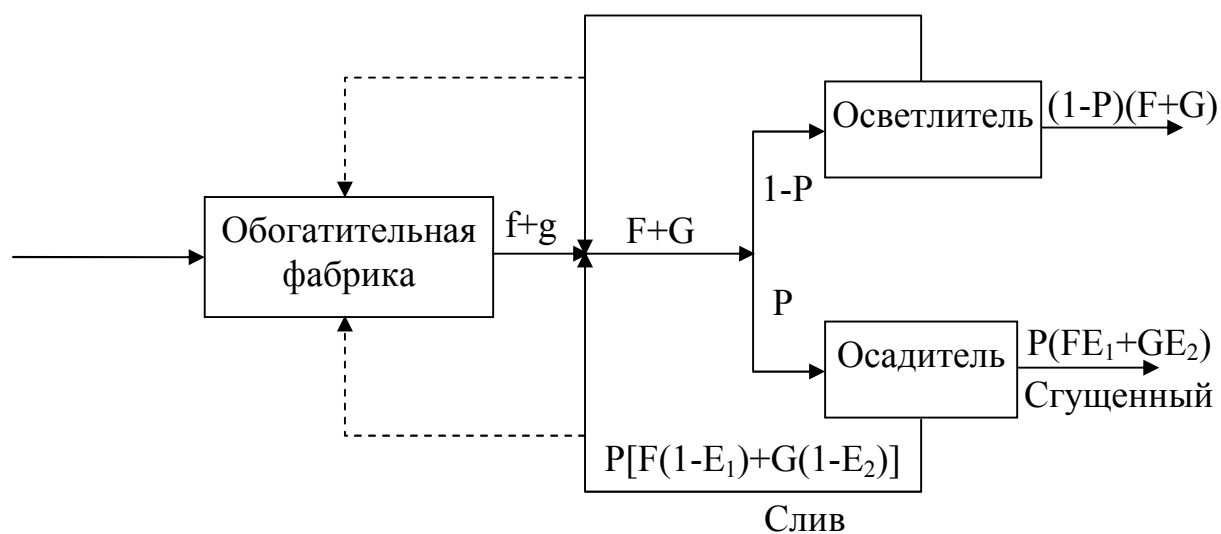 Осветлитель
(1-P)(F+G)
1-P
Обогатительная
фабрика
f+g
F+G
P
Осадитель
P(FE₁+GE₂)
Сгущенный
P[F(1-E₁)+G(1-E₂)]
Слив